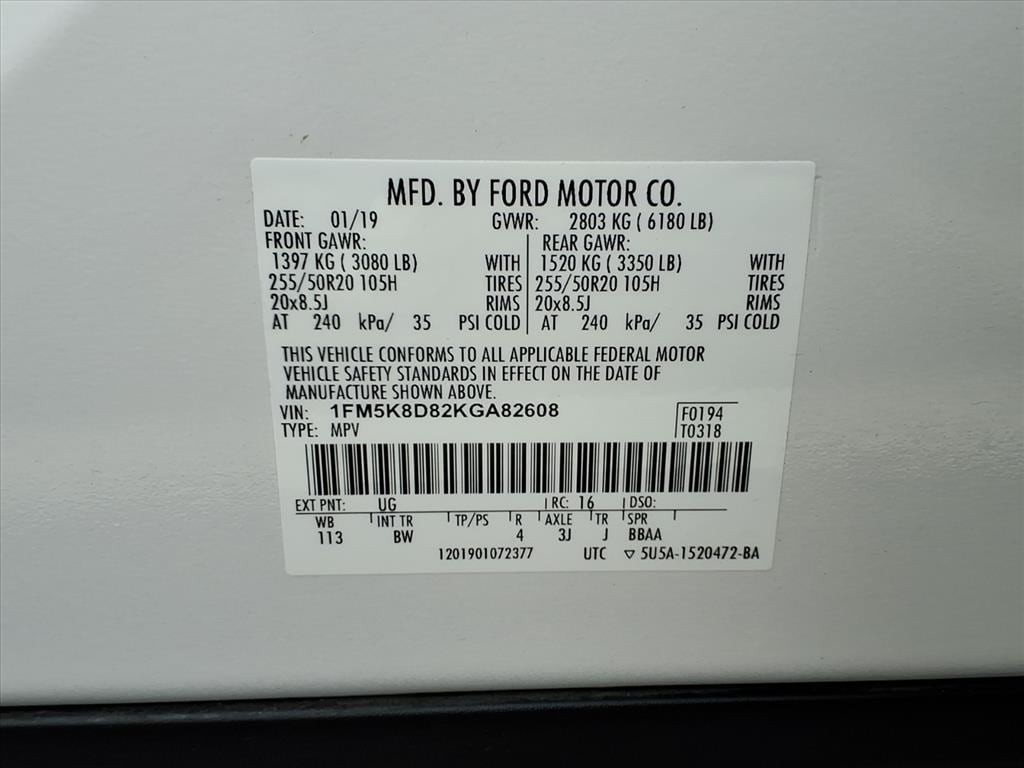 MFD. BY FORD MOTOR CO.
DATE: 01/19 GVWR: 2803 KG ( 6180 LB)
FRONT GAWR: REAR GAWR:
1397 KG ( 3080 LB) WITH 1520 KG ( 3350 LB) WITH
255/50R20 105H TIRES 255/50R20 105H TIRES
20x8.5J RIMS 20x8.5J RIMS
AT 240 kPa/ 35 PSI COLD AT 240 kPa/ 35 PSI COLD
THIS VEHICLE CONFORMS TO ALL APPLICABLE FEDERAL MOTOR
VEHICLE SAFETY STANDARDS IN EFFECT ON THE DATE OF
MANUFACTURE SHOWN ABOVE.
VIN: 1FM5K8D82KGA82608 F0194
TYPE: MPV T0318
EXT PNT: UG RC: 16 DSO:
WB INT TR TP/PS R AXLE TR SPR
113 BW 4 3J J BBAA
1201901072377 UTC ▽ 5U5A-1520472-BA